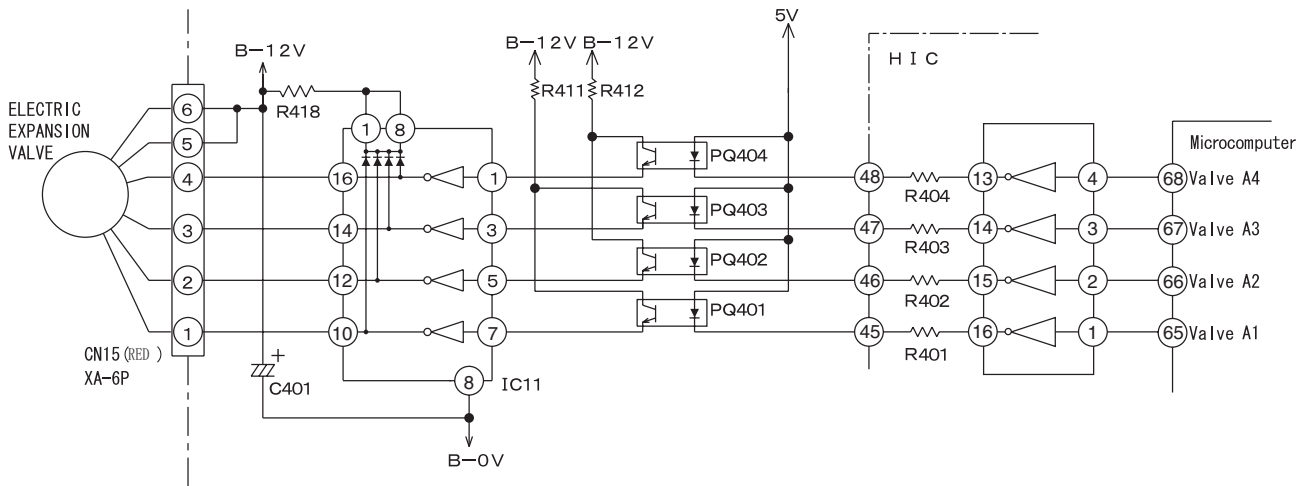 5V
B-12V
B-12V B-12V
HIC
R411 R412
ELECTRIC
EXPANSION
VALVE
R418
6
1 8
Microcomputer
5
PQ404
4 16 1 48 13 4 68 Valve A4
R404
PQ403
3 14 3 47 14 3 67 Valve A3
R403
PQ402
2 12 5 46 15 2 66 Valve A2
R402
PQ401
1 10 7 45 16 1 65 Valve A1
R401
CN15(RED )
XA-6P
+
C401
8 IC11
B-0V